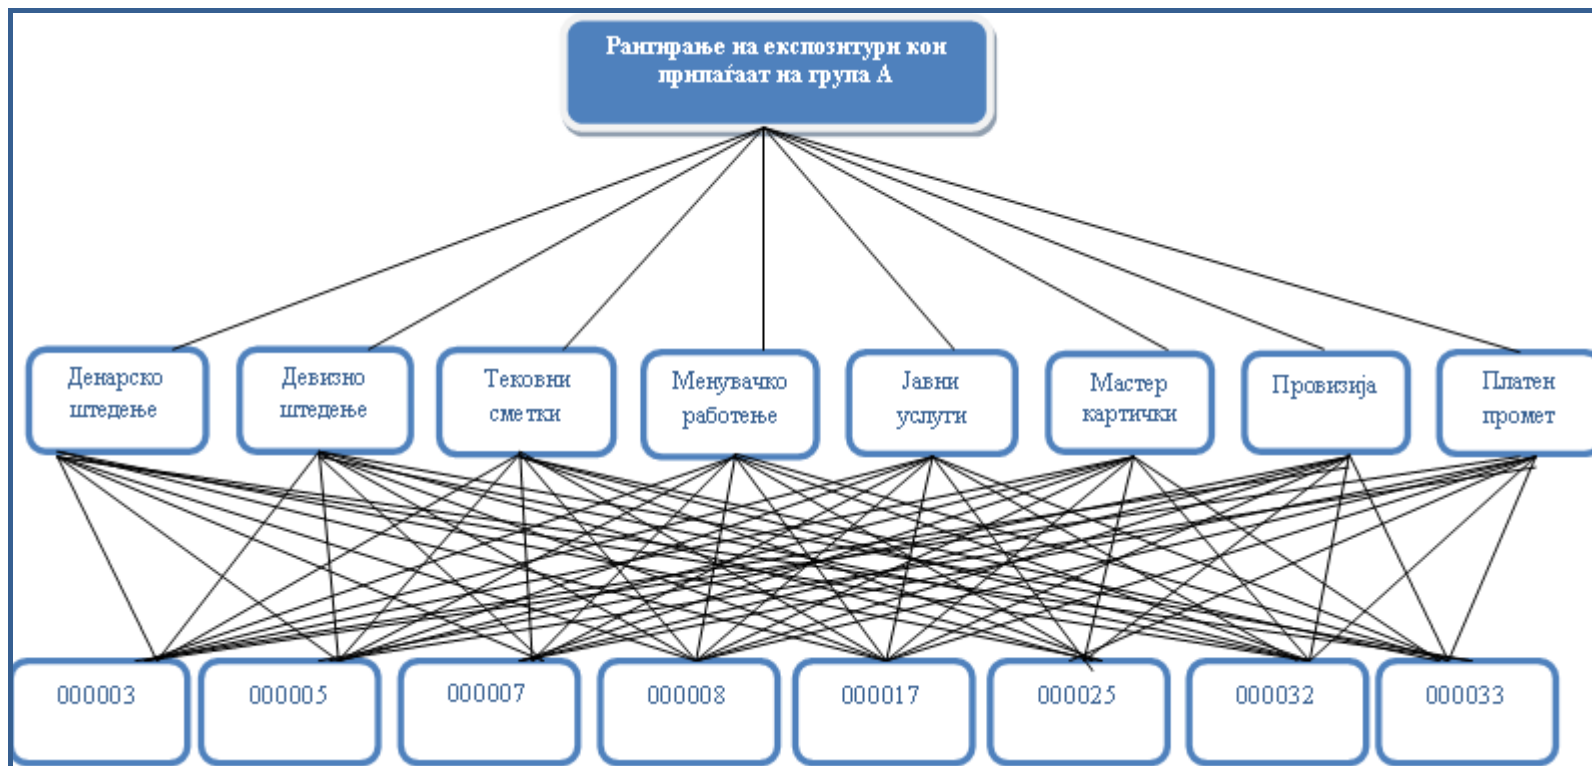 Рангирање на експозитури кои
припаѓаат на група А
Денарско
штедење
Девизно
штедење
Тековни
сметки
Менувачко
работење
Јавни
услуги
Мастер
картички
Провизија
Платен
промет
000003
000005
000007
000008
000017
000025
000032
000033